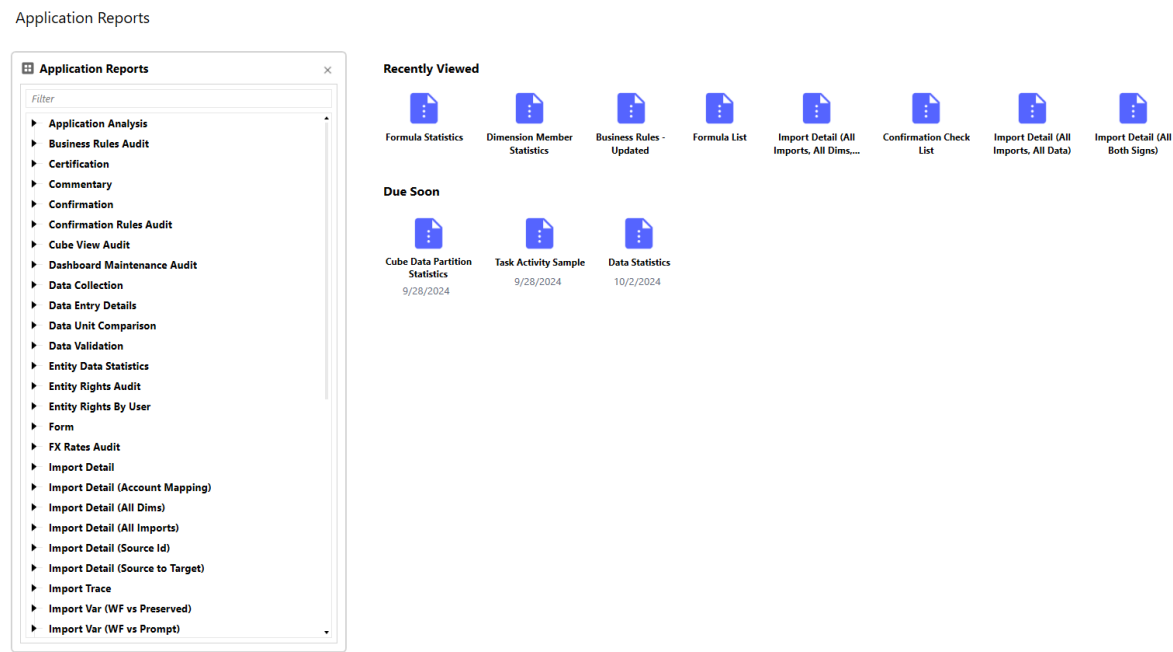 Application Reports
Application Reports
Filter
Application Analysis
Business Rules Audit
Certification
Commentary
Confirmation
Confirmation Rules Audit
Cube View Audit
Dashboard Maintenance Audit
Data Collection
Data Entry Details
Data Unit Comparison
Data Validation
Entity Data Statistics
Entity Rights Audit
Entity Rights By User
Form
FX Rates Audit
Import Detail
Import Detail (Account Mapping)
Import Detail (All Dims)
Import Detail (All Imports)
Import Detail (Source Id)
Import Detail (Source to Target)
Import Trace
Import Var (WF vs Preserved)
Import Var (WF vs Prompt)
Recently Viewed
Formula Statistics
Dimension Member
Statistics
Business Rules -
Updated
Formula List
Import Detail (All
Imports, All Dims,...
Confirmation Check
List
Import Detail (All
Imports, All Data)
Import Detail (All
Both Signs)
Due Soon
Cube Data Partition
Statistics
9/28/2024
Task Activity Sample
9/28/2024
Data Statistics
10/2/2024